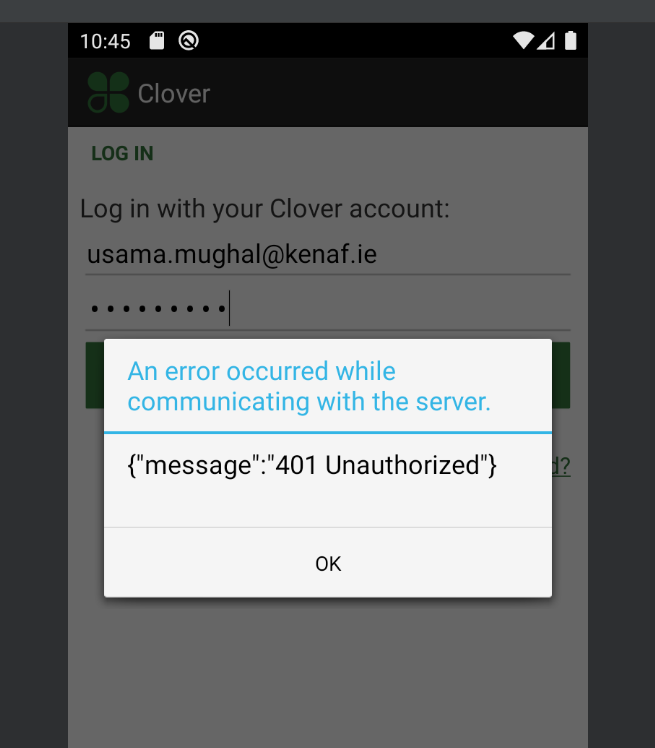 10:45
Clover
LOG IN
Log in with your Clover account:
usama.mughal@kenaf.ie
•••••••••
An error occurred while
communicating with the server.
{"message":"401 Unauthorized"}
d?
OK